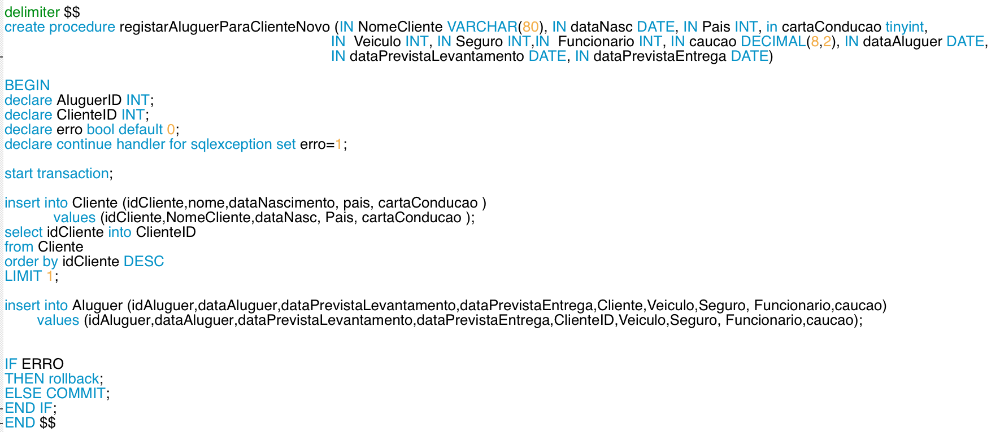 delimiter $$
create procedure registarAluguerParaClienteNovo (IN NomeCliente VARCHAR(80), IN dataNasc DATE, IN Pais INT, in cartaConducao tinyint,
IN  Veiculo INT, IN Seguro INT,IN  Funcionario INT, IN caucao DECIMAL(8,2), IN dataAluguer DATE,
IN dataPrevistaLevantamento DATE, IN dataPrevistaEntrega DATE)
BEGIN
declare AluguerID INT;
declare ClienteID INT;
declare erro bool default 0;
declare continue handler for sqlexception set erro=1;
start transaction;
insert into Cliente (idCliente,nome,dataNascimento, pais, cartaConducao )
values (idCliente,NomeCliente,dataNasc, Pais, cartaConducao );
select idCliente into ClienteID
from Cliente
order by idCliente DESC
LIMIT 1;
insert into Aluguer (idAluguer,dataAluguer,dataPrevistaLevantamento,dataPrevistaEntrega,Cliente,Veiculo,Seguro, Funcionario,caucao)
values (idAluguer,dataAluguer,dataPrevistaLevantamento,dataPrevistaEntrega,ClienteID,Veiculo,Seguro, Funcionario,caucao);
IF ERRO
THEN rollback;
ELSE COMMIT;
END IF;
END $$